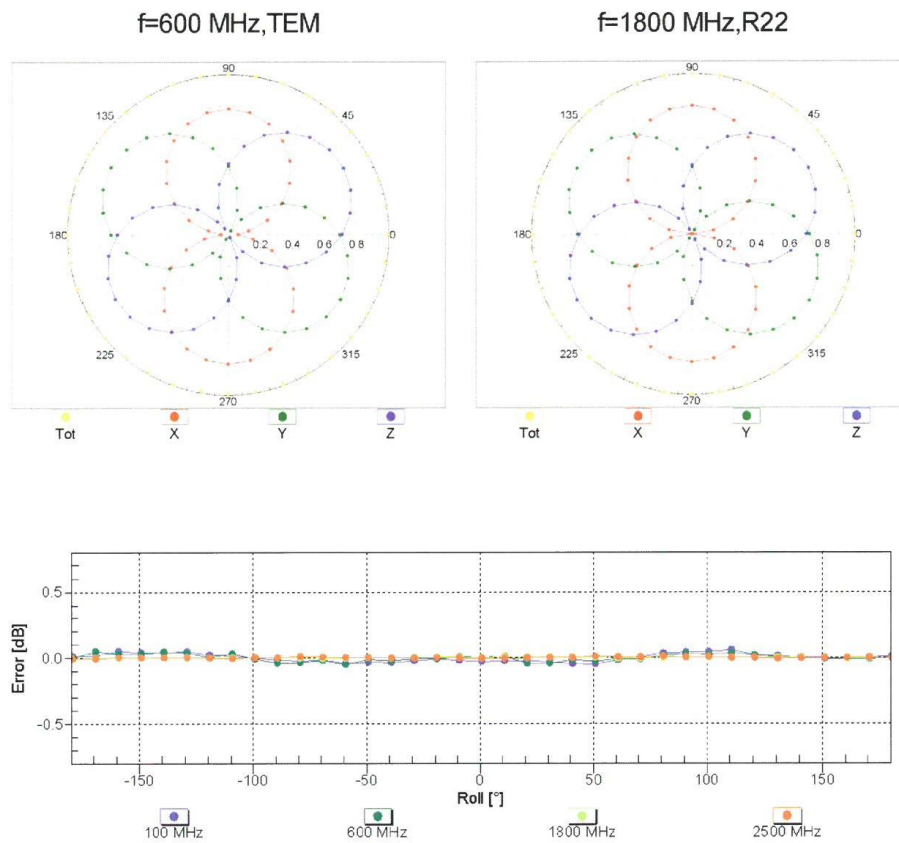 f=600 MHz,TEM
f=1800 MHz,R22
90
135
45
180
0.2 0.4 0.6 0.8
0
225
315
270
Tot X Y Z
90
135
45
180
0.2 0.4 0.6 0.8
0
225
315
270
Tot X Y Z
Error [dB]
0.5
0.0
-0.5
-150 -100 -50 0 50 100 150
Roll [°]
100 MHz 600 MHz 1800 MHz 2500 MHz